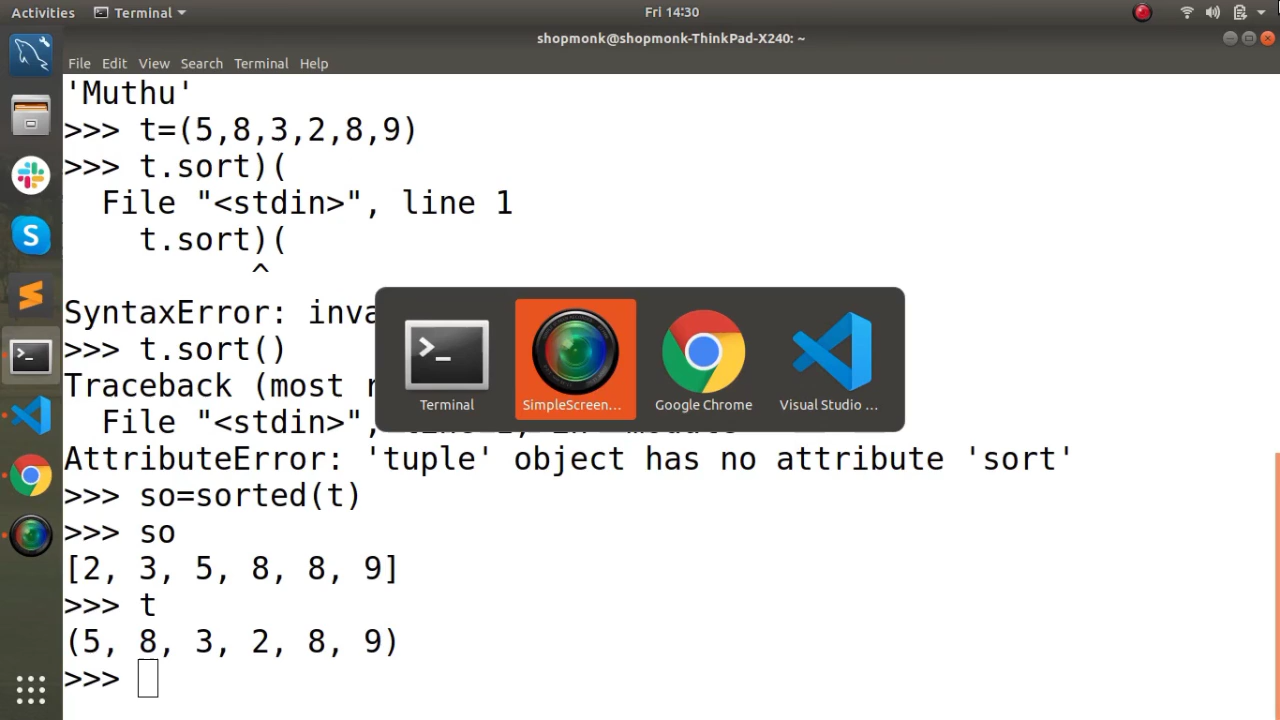 Activities Terminal Fri 14:30
shopmonk@shopmonk-ThinkPad-X240: ~
File Edit View Search Terminal Help
'Muthu'
>>> t=(5,8,3,2,8,9)
>>> t.sort)(
File "<stdin>", line 1
t.sort)(
^
SyntaxError: inva
>>> t.sort()
Traceback (most r
File "<stdin>",
AttributeError: 'tuple' object has no attribute 'sort'
>>> so=sorted(t)
>>> so
[2, 3, 5, 8, 8, 9]
>>> t
(5, 8, 3, 2, 8, 9)
>>>
Terminal SimpleScreen... Google Chrome Visual Studio ...